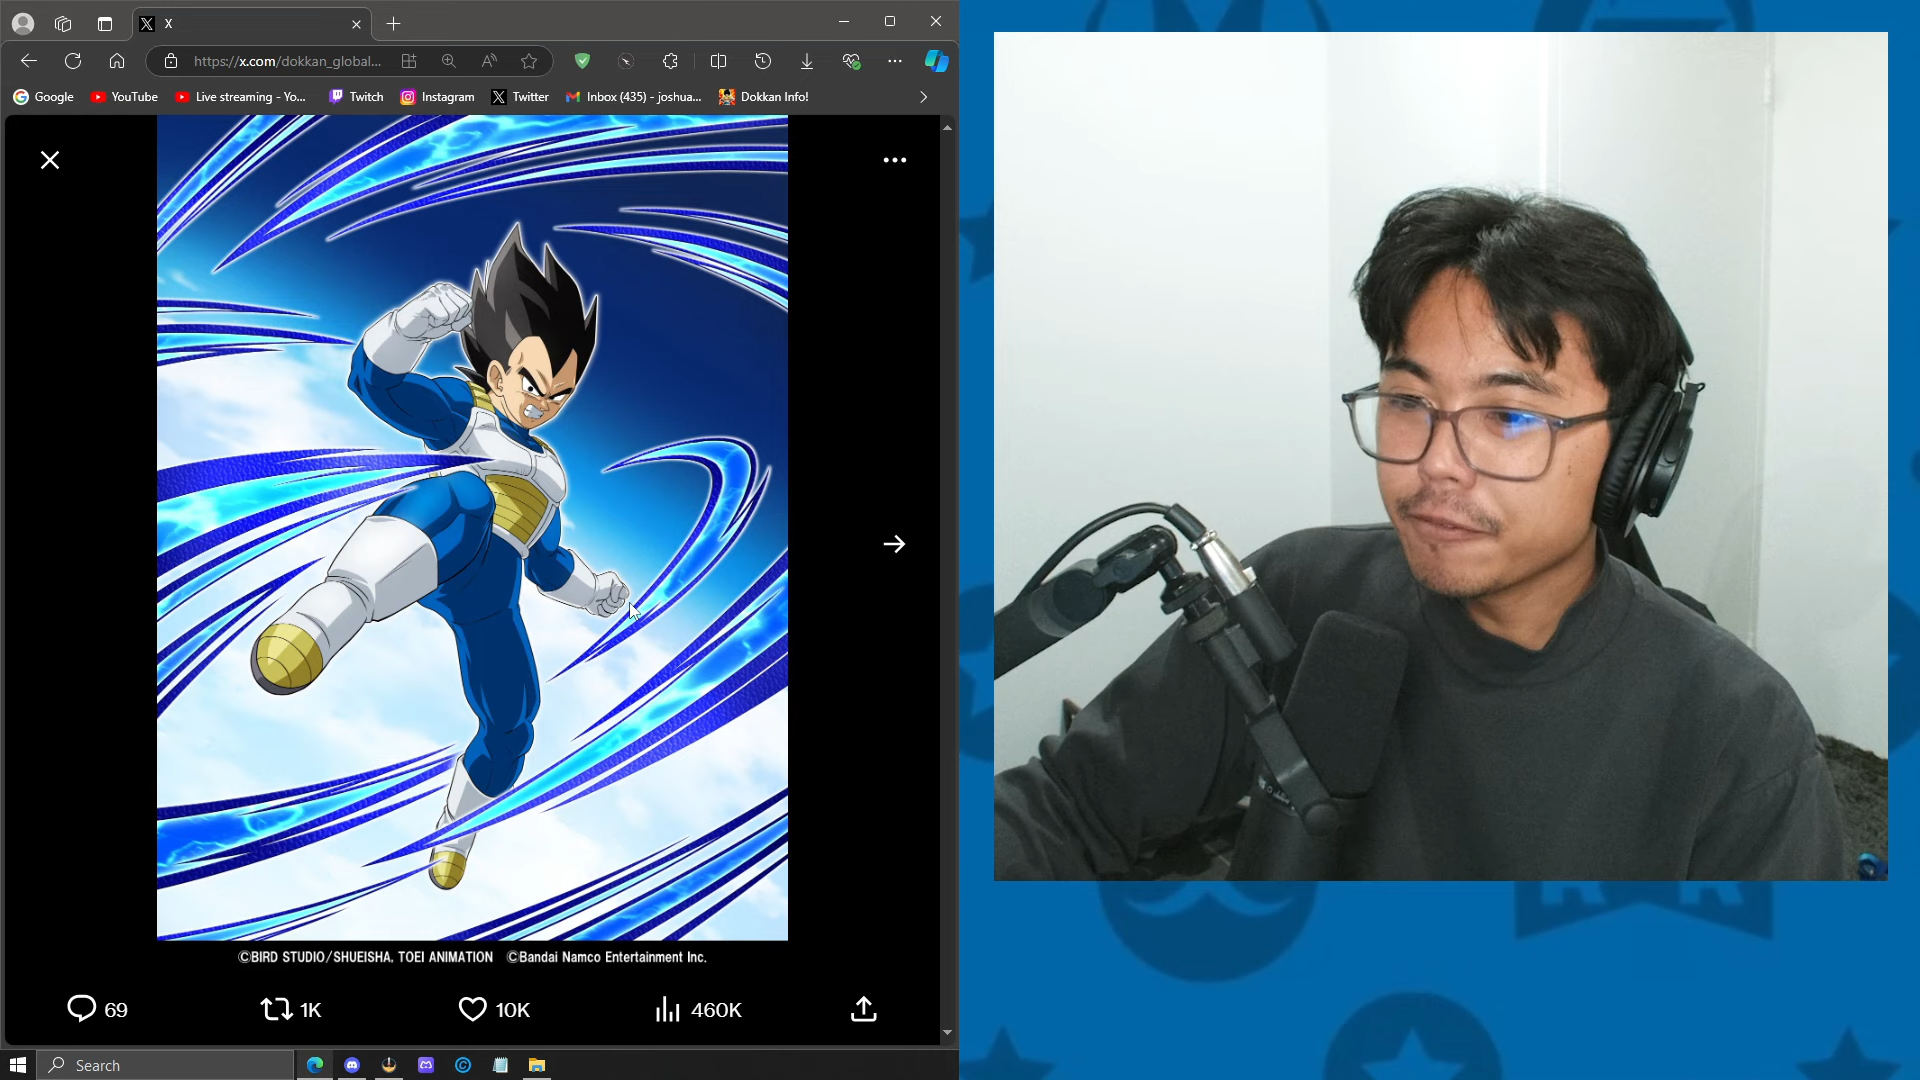 X
https://x.com/dokkan_global...
Google
YouTube
Live streaming - Yo...
Twitch
Instagram
Twitter
Inbox (435) - joshua...
Dokkan Info!
©BIRD STUDIO/SHUEISHA, TOEI ANIMATION ©Bandai Namco Entertainment Inc.
69
1K
10K
460K
Search